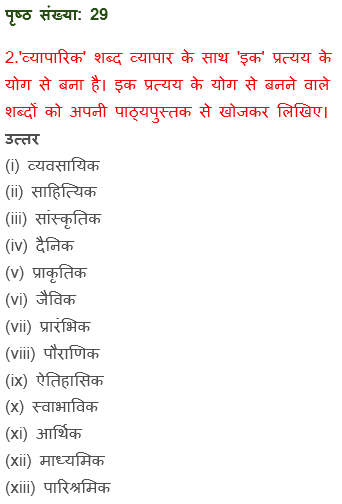 पृष्ठ संख्या: 29
2.'व्यापारिक' शब्द व्यापार के साथ 'इक' प्रत्यय के
योग से बना है। इक प्रत्यय के योग से बनने वाले
शब्दों को अपनी पाठ्यपुस्तक से खोजकर लिखिए।
उत्तर
(i) व्यवसायिक
(ii) साहित्यिक
(iii) सांस्कृतिक
(iv) दैनिक
(v) प्राकृतिक
(vi) जैविक
(vii) प्रारंभिक
(viii) पौराणिक
(ix) ऐतिहासिक
(x) स्वाभाविक
(xi) आर्थिक
(xii) माध्यमिक
(xiii) पारिश्रमिक